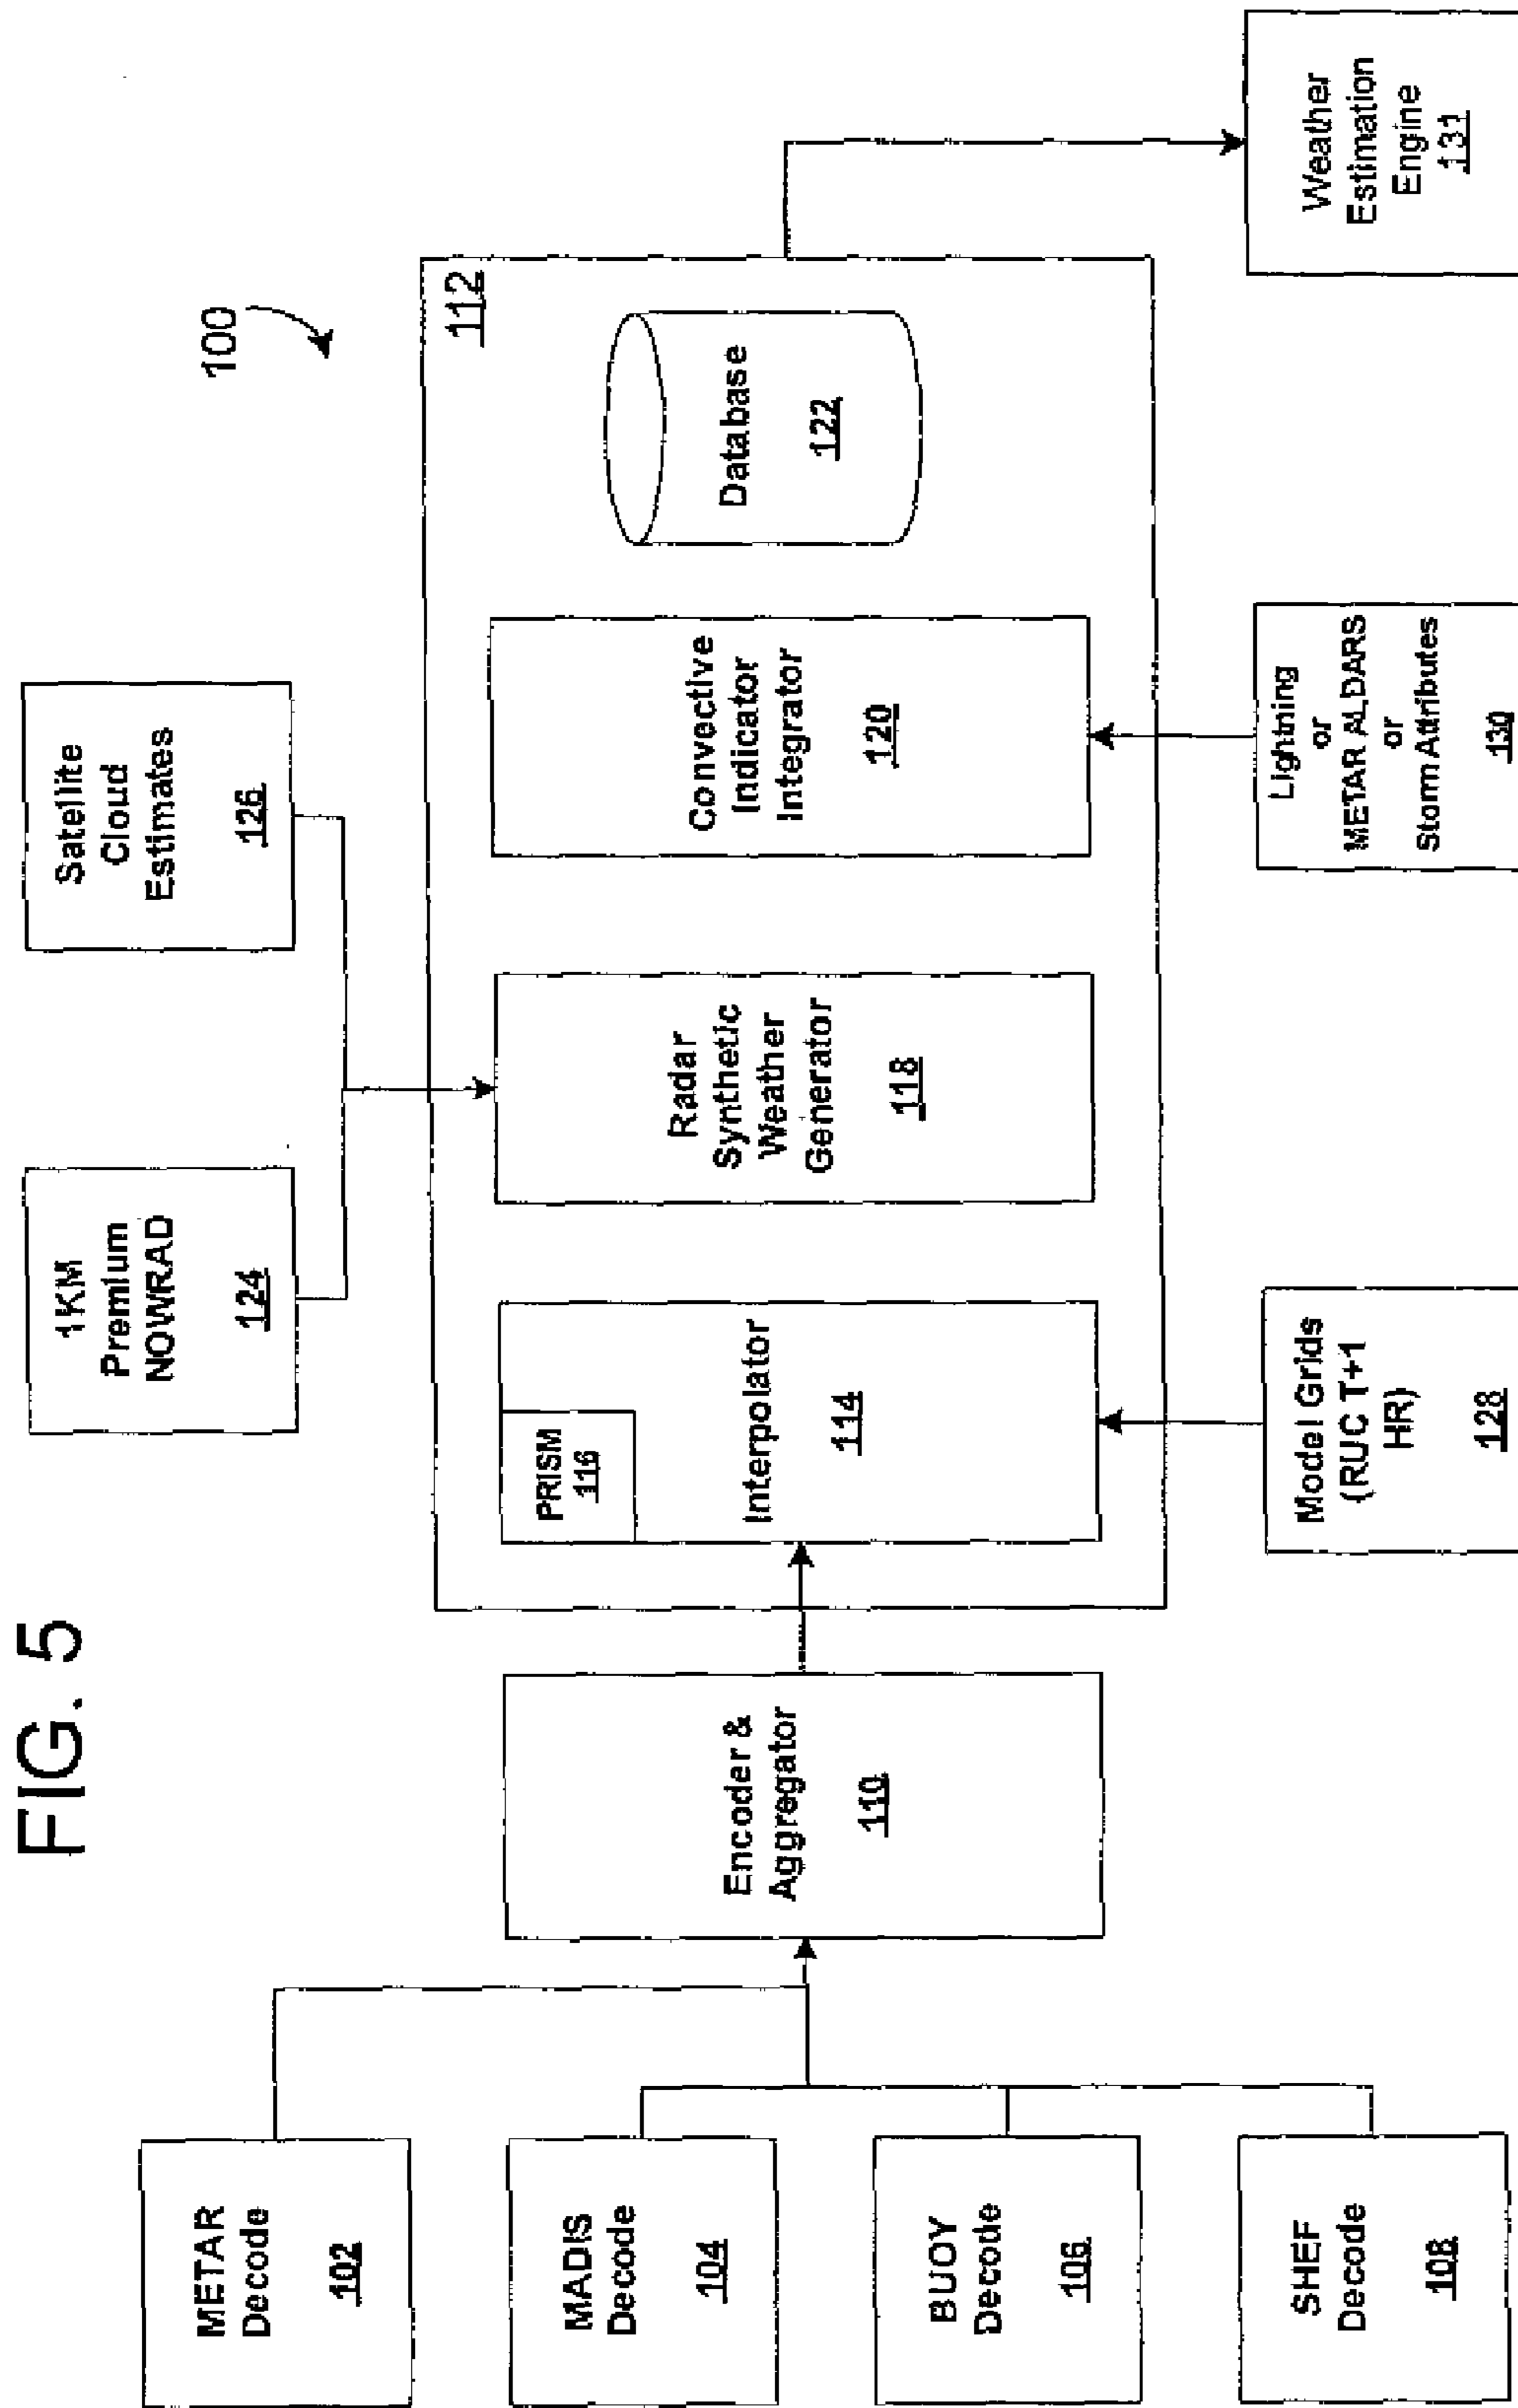 FIG. 5
100
1KM
Premium
NOWRAD
124
Satellite
Cloud
Estimates
126
METAR
Decode
102
MADIS
Decode
104
BUOY
Decode
106
SHEF
Decode
108
Encoder &
Aggregator
110
112
PRISM
116
Interpolator
114
Radar
Synthetic
Weather
Generator
118
Convective
Indicator
Integrator
120
Database
122
Model Grids
(RUC T+1
HR)
128
Lightning
or
METAR ALDARS
or
Storm Attributes
130
Weather
Estimation
Engine
131